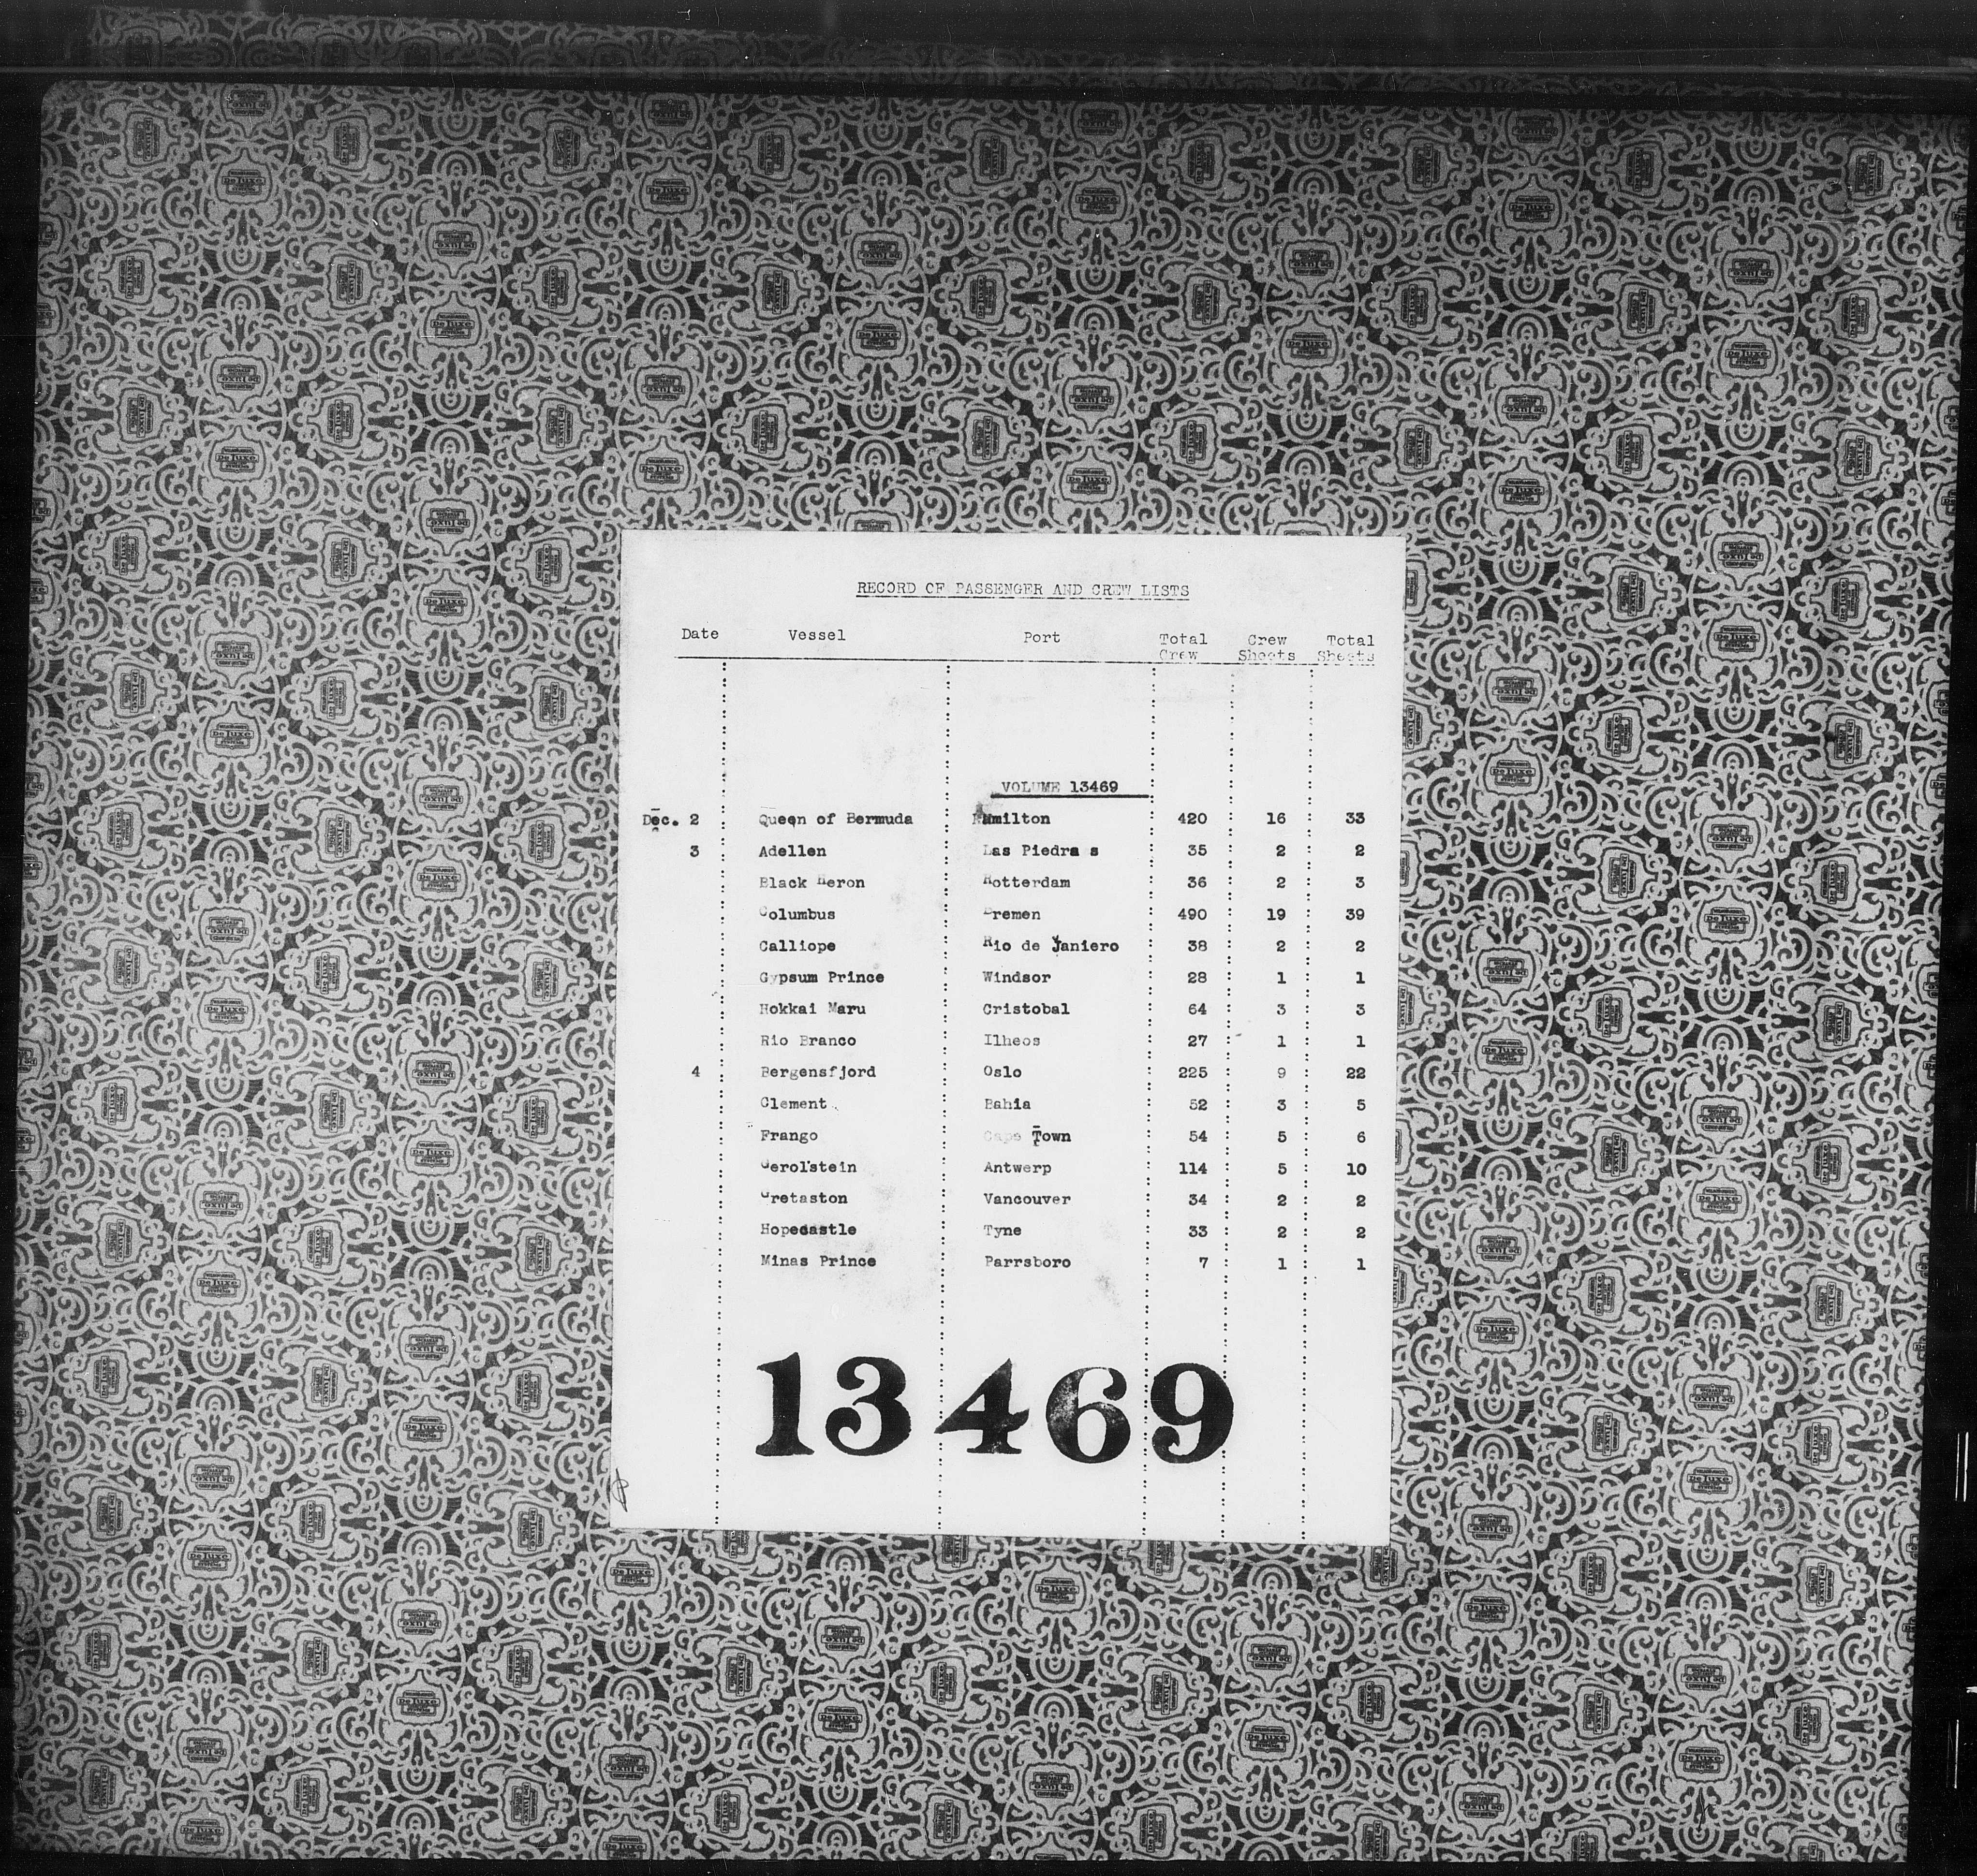 RECORD OF PASSENGER AND CREW LISTS
Date Vessel Port Total Crew Crew Sheets Total Sheets
VOLUME 13469
Dec. 2 Queen of Bermuda Hamilton 420 16 33
3 Adellen Las Piedra s 35 2 2
Black Heron Rotterdam 36 2 3
Columbus Bremen 490 19 39
Calliope Rio de Janiero 38 2 2
Gypsum Prince Windsor 28 1 1
Hokkai Maru Cristobal 64 3 3
Rio Branco Ilheos 27 1 1
4 Bergensfjord Oslo 225 9 22
Clement Bahia 52 3 5
Frango Cape Town 54 5 6
Gerolstein Antwerp 114 5 10
Gretaston Vancouver 34 2 2
Hopecastle Tyne 33 2 2
Minas Prince Parrsboro 7 1 1
13469